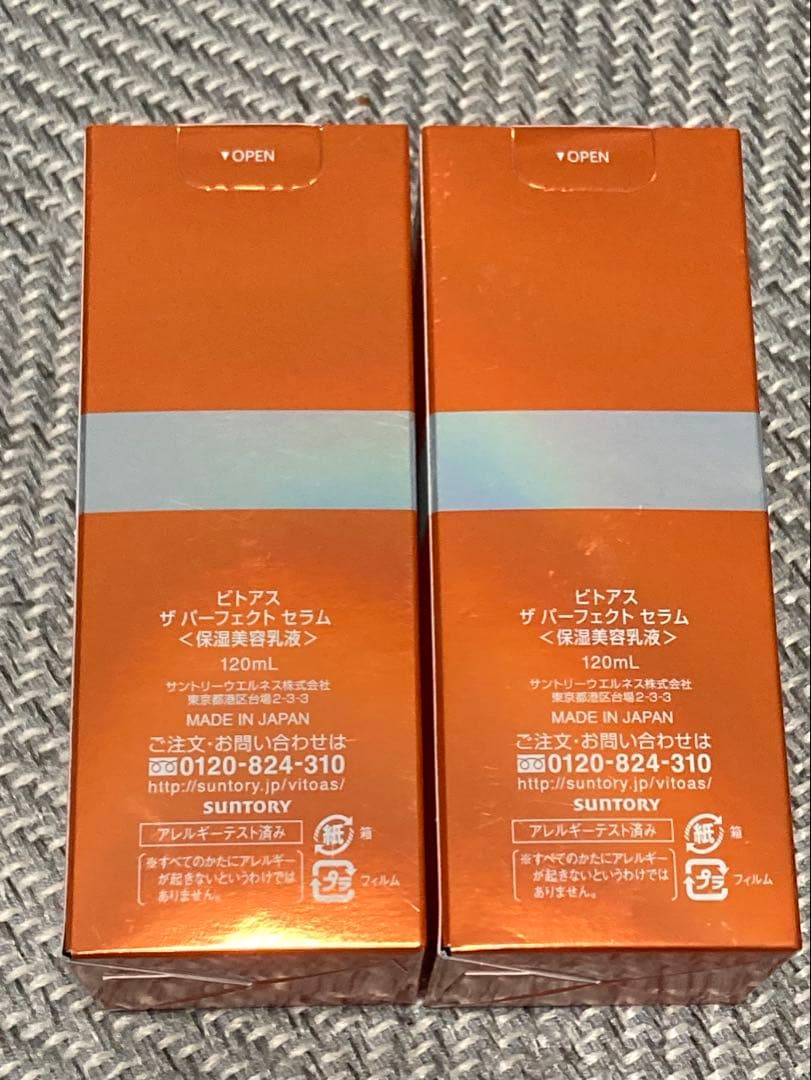 ▼OPEN
ビトアス
ザ パーフェクト セラム
<保湿美容乳液>
120mL
サントリーウエルネス株式会社
東京都港区台場2-3-3
MADE IN JAPAN
ご注文・お問い合わせは
0120-824-310
http://suntory.jp/vitoas/
SUNTORY
アレルギーテスト済み
紙 箱
※すべてのかたにアレルギー
が起きないというわけでは
ありません。
プラ フィルム
▼OPEN
ビトアス
ザ パーフェクト セラム
<保湿美容乳液>
120mL
サントリーウエルネス株式会社
東京都港区台場2-3-3
MADE IN JAPAN
ご注文・お問い合わせは
0120-824-310
http://suntory.jp/vitoas/
SUNTORY
アレルギーテスト済み
紙 箱
※すべてのかたにアレルギー
が起きないというわけでは
ありません。
プラ フィルム